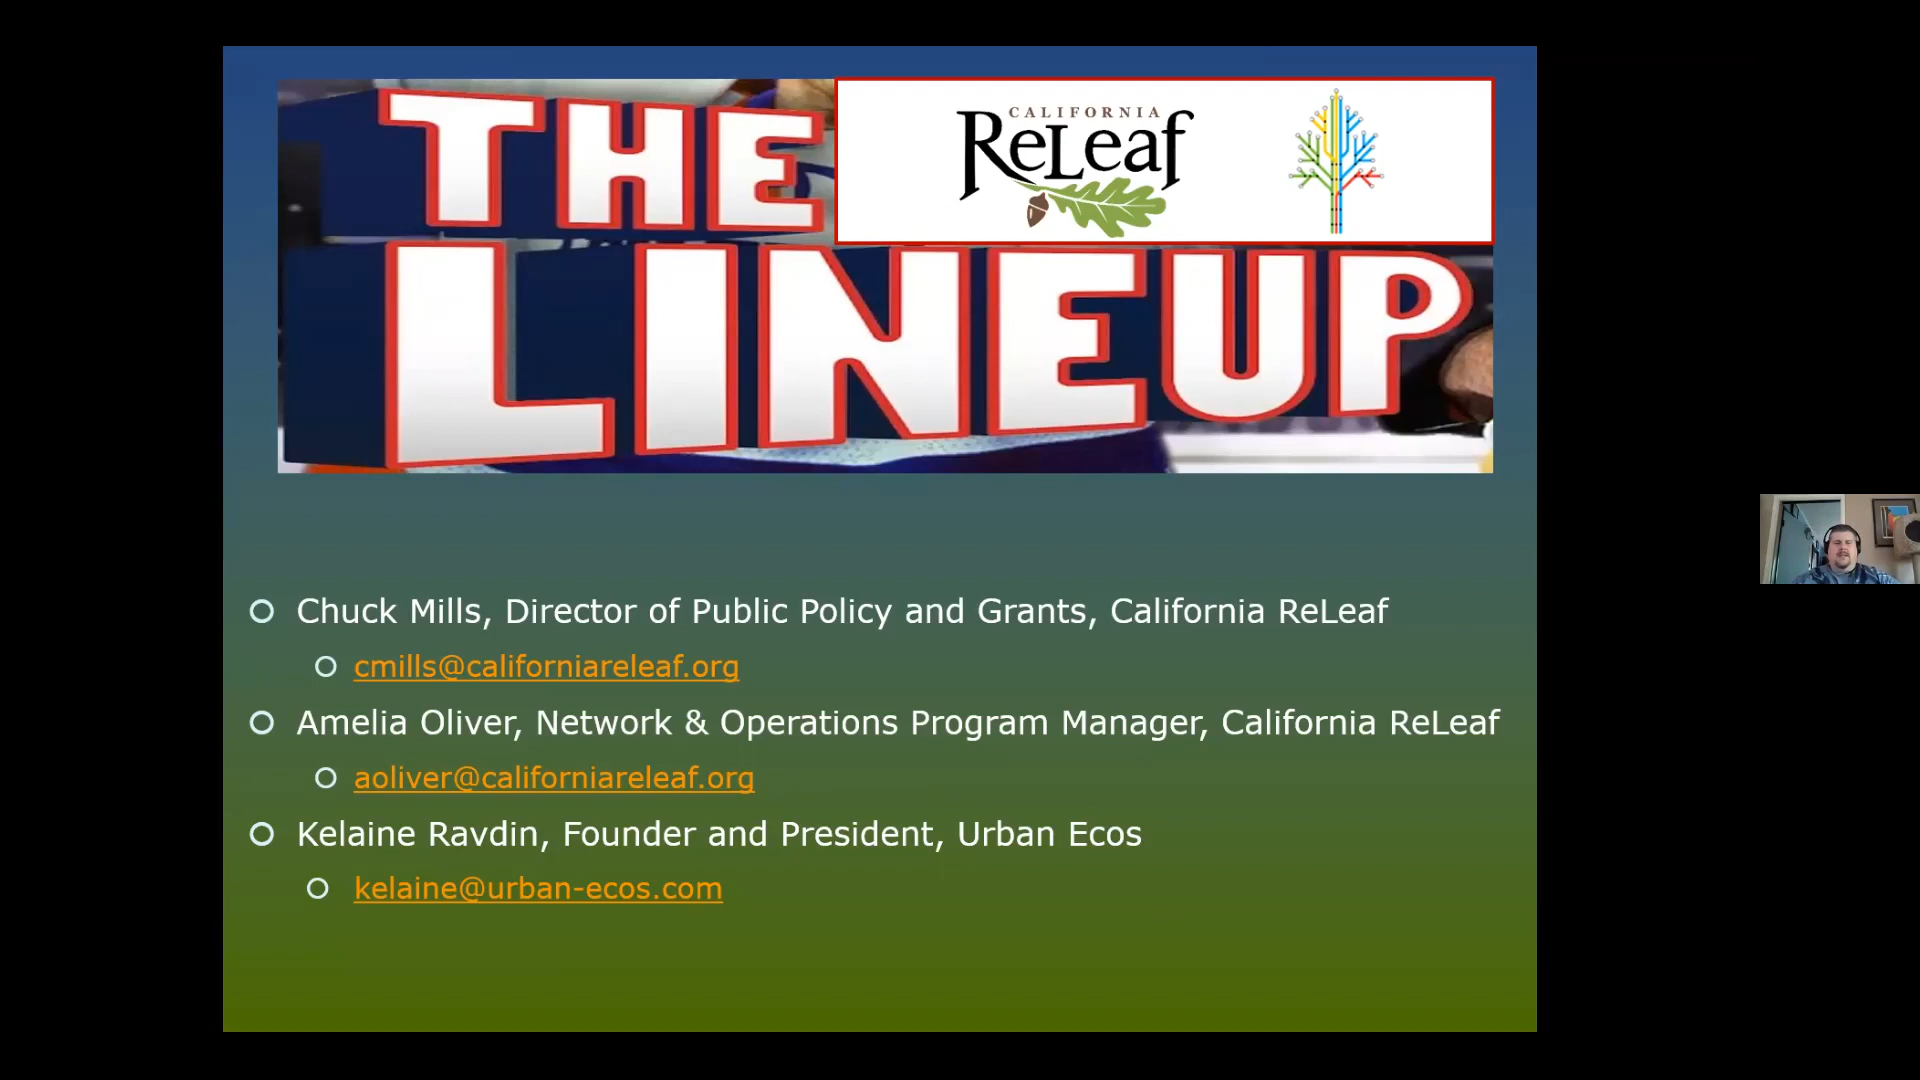 THE
CALIFORNIA
ReLeaf
LINEUP
Chuck Mills, Director of Public Policy and Grants, California ReLeaf
cmills@californiareleaf.org
Amelia Oliver, Network & Operations Program Manager, California ReLeaf
aoliver@californiareleaf.org
Kelaine Ravdin, Founder and President, Urban Ecos
kelaine@urban-ecos.com